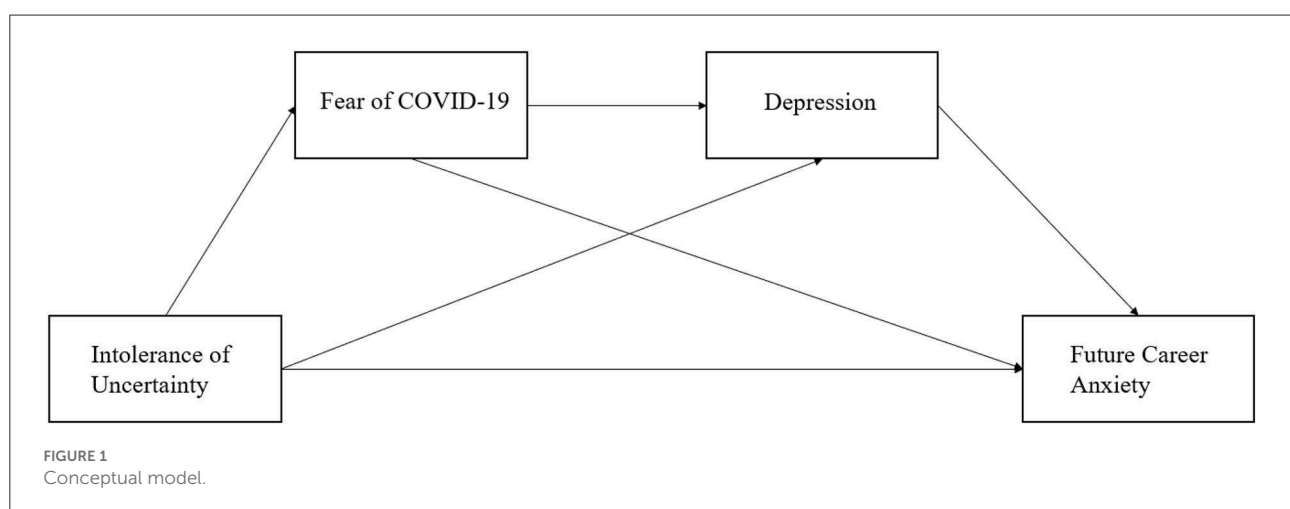 Fear of COVID-19
Depression
Intolerance of
Uncertainty
Future Career
Anxiety
FIGURE 1
Conceptual model.